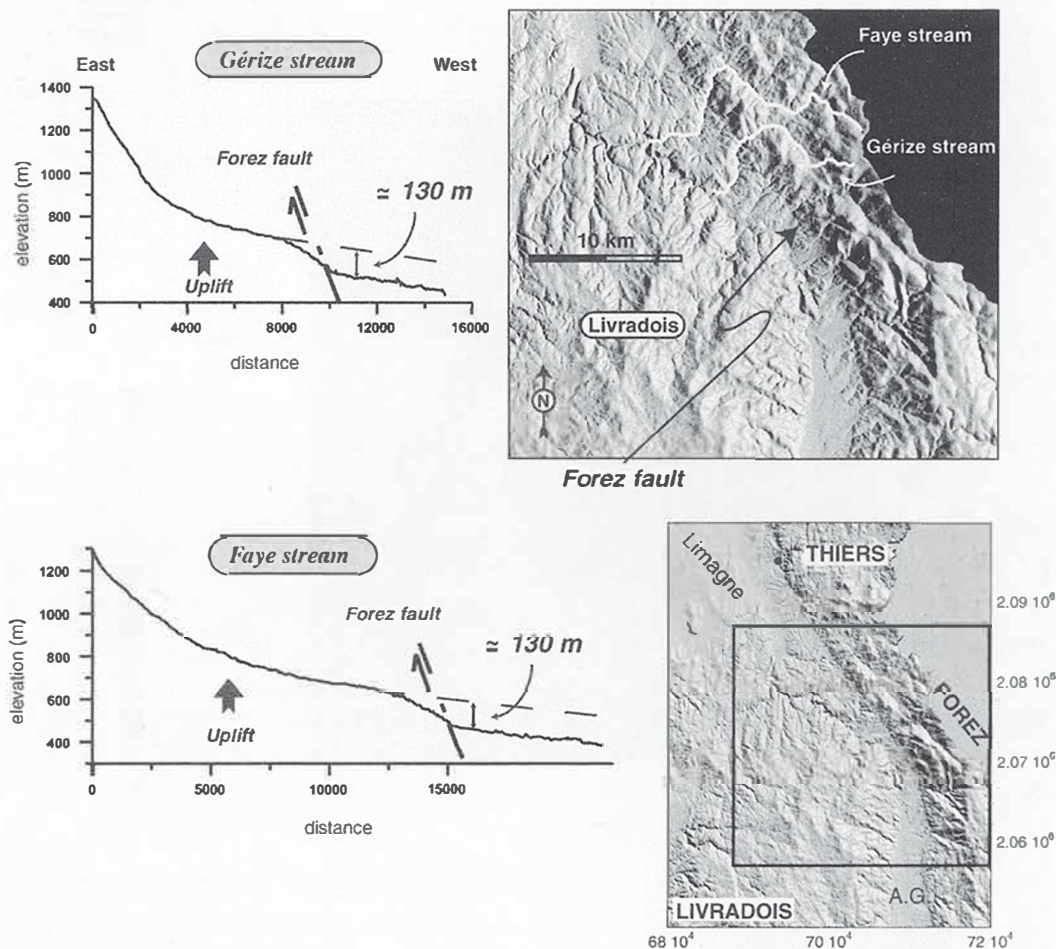 Gérize stream
East
West
1400
1200
1000
800
600
400
elevation (m)
Forez fault
≃ 130 m
Uplift
0
4000
8000
12000
16000
distance
Faye stream
Gérize stream
10 km
Livradois
N
Forez fault
Faye stream
1200
1000
800
600
400
elevation (m)
Forez fault
≃ 130 m
Uplift
0
5000
10000
15000
distance
Limagne
THIERS
FOREZ
A.G.
LIVRADOIS
2.09 10⁶
2.08 10⁶
2.07 10⁶
2.06 10⁶
68 10⁴
70 10⁴
72 10⁴